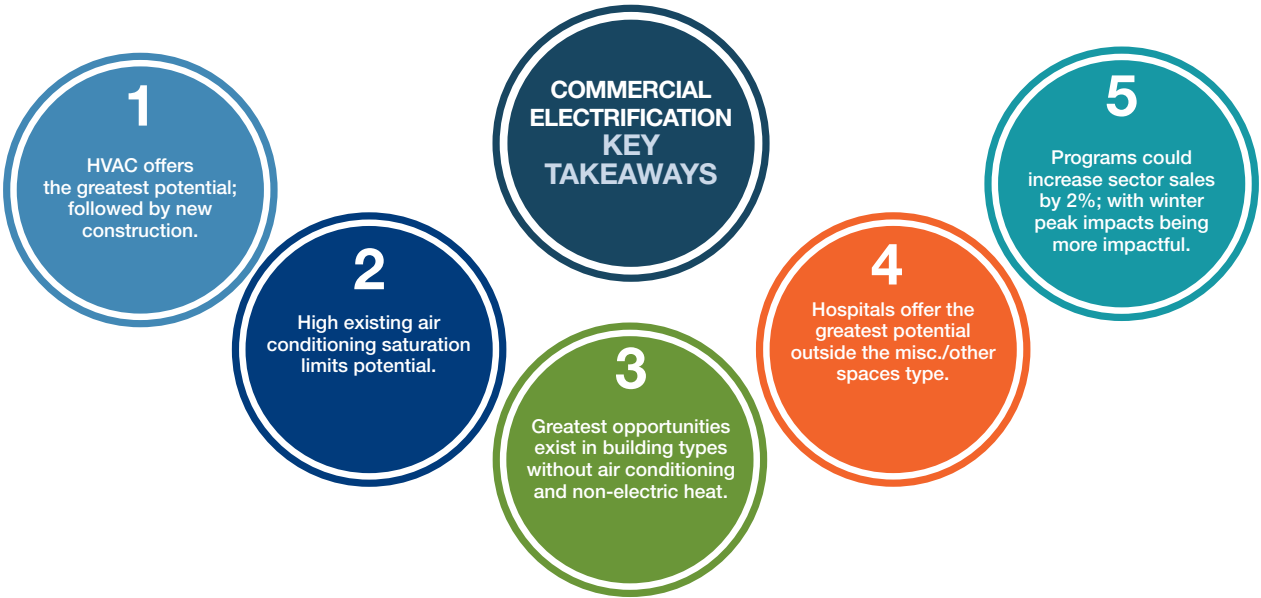 COMMERCIAL
ELECTRIFICATION
KEY
TAKEAWAYS
1
HVAC offers
the greatest potential;
followed by new
construction.
2
High existing air
conditioning saturation
limits potential.
3
Greatest opportunities
exist in building types
without air conditioning
and non-electric heat.
4
Hospitals offer the
greatest potential
outside the misc./other
spaces type.
5
Programs could
increase sector sales
by 2%; with winter
peak impacts being
more impactful.